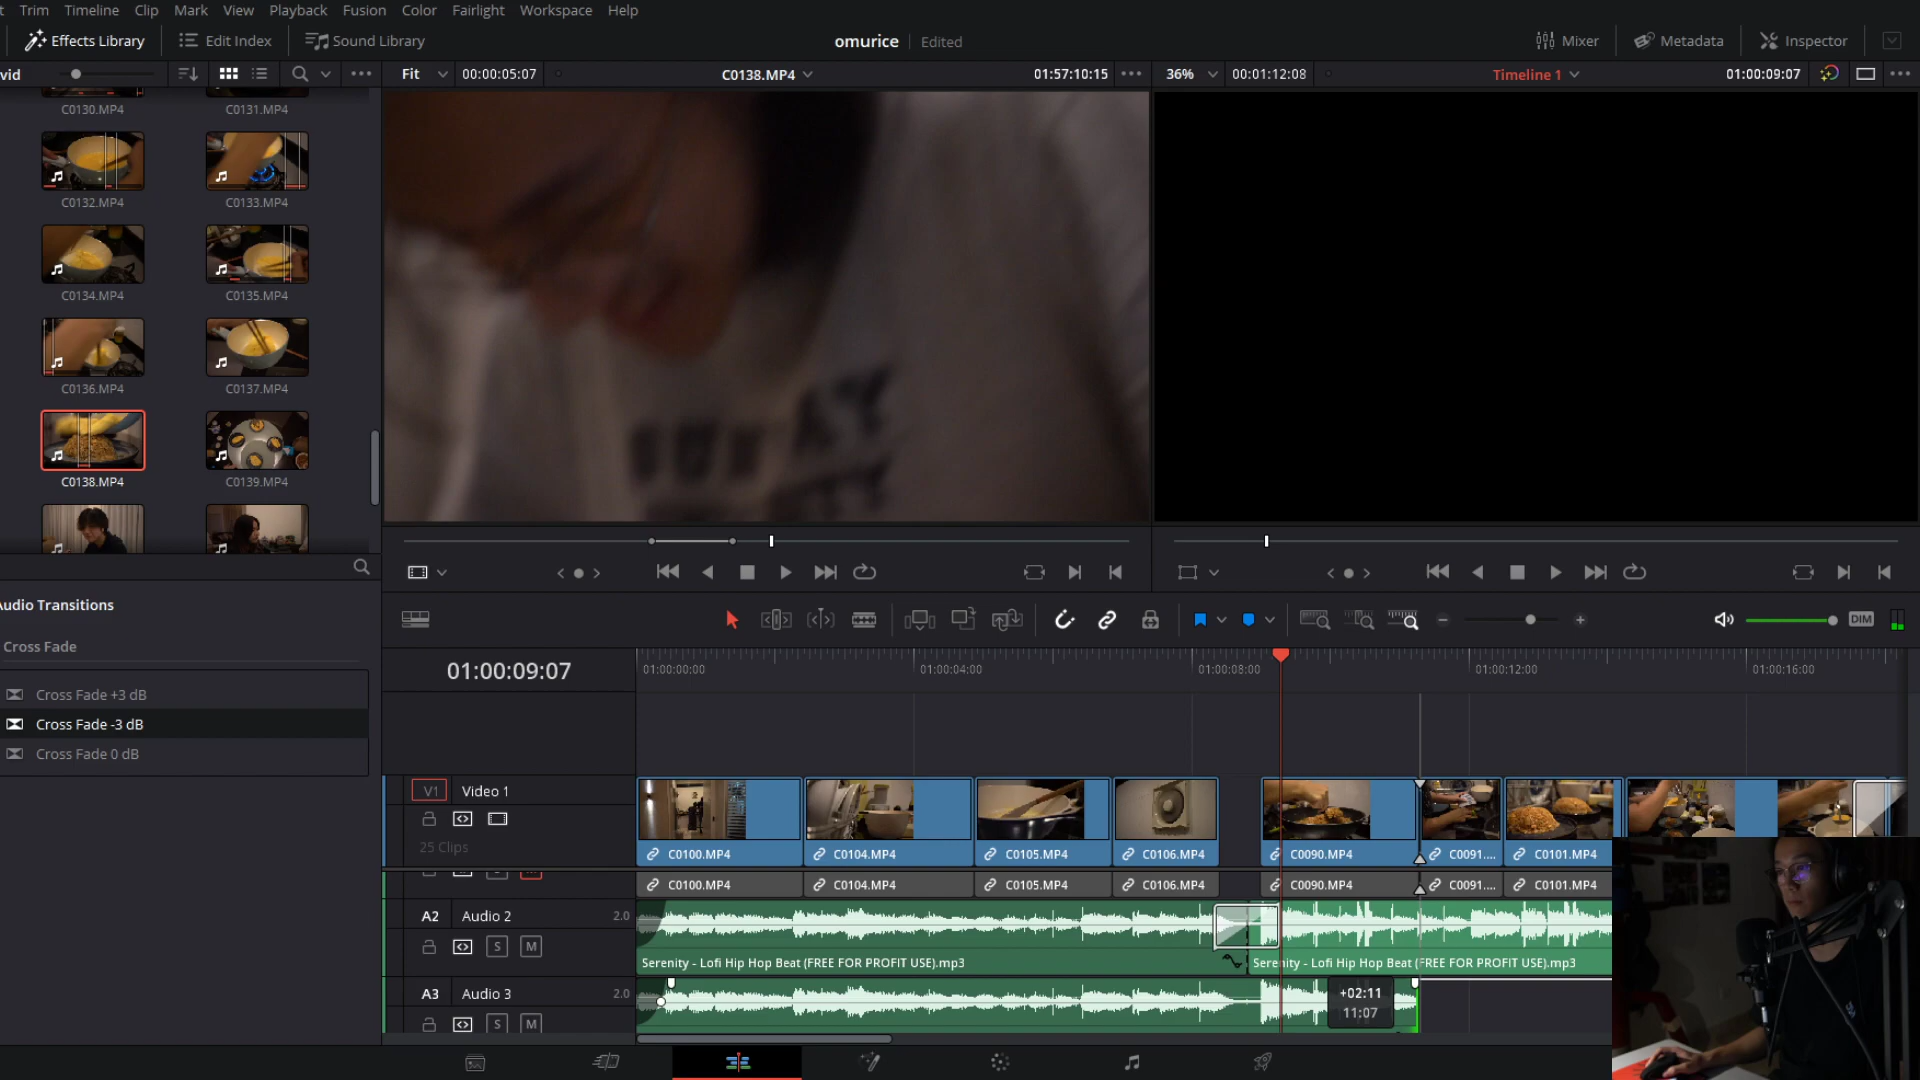 Trim Timeline Clip Mark View Playback Fusion Color Fairlight Workspace Help
Effects Library Edit Index Sound Library omurice Edited Mixer Metadata Inspector
vid Fit 00:00:05:07 C0138.MP4 01:57:10:15 36% 00:01:12:08 Timeline 1 01:00:09:07
C0130.MP4 C0131.MP4
C0132.MP4 C0133.MP4
C0134.MP4 C0135.MP4
C0136.MP4 C0137.MP4
C0138.MP4 C0139.MP4
Audio Transitions
Cross Fade
Cross Fade +3 dB
Cross Fade -3 dB
Cross Fade 0 dB
DIM
01:00:09:07 01:00:00:00 01:00:04:00 01:00:08:00 01:00:12:00 01:00:16:00
V1 Video 1
25 Clips
C0100.MP4 C0104.MP4 C0105.MP4 C0106.MP4 C0090.MP4 C0091.... C0101.MP4
C0100.MP4 C0104.MP4 C0105.MP4 C0106.MP4 C0090.MP4 C0091.... C0101.MP4
A2 Audio 2 2.0
S M
Serenity - Lofi Hip Hop Beat (FREE FOR PROFIT USE).mp3 Serenity - Lofi Hip Hop Beat (FREE FOR PROFIT USE).mp3
A3 Audio 3 2.0
S M
+02:11
11:07